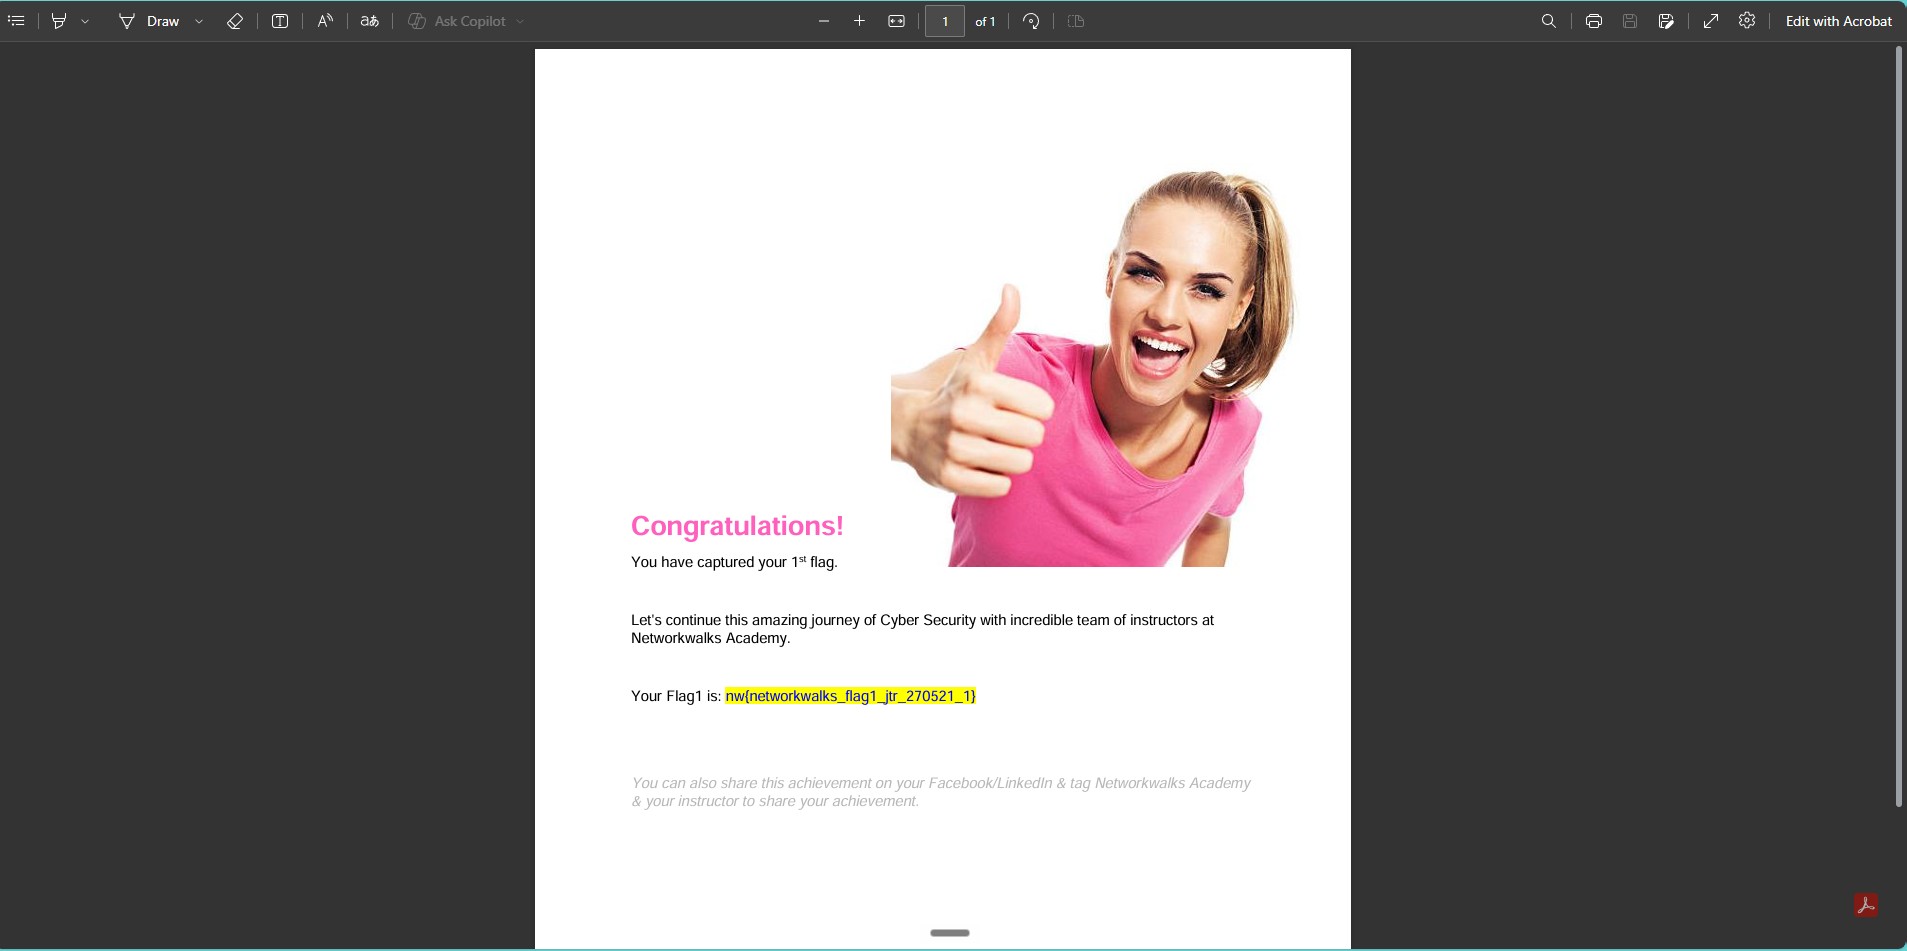 Draw
aあ
Ask Copilot
1
of 1
Edit with Acrobat
Congratulations!
You have captured your 1st flag.
Let's continue this amazing journey of Cyber Security with incredible team of instructors at
Networkwalks Academy.
Your Flag1 is: nw{networkwalks_flag1_jtr_270521_1}
You can also share this achievement on your Facebook/LinkedIn & tag Networkwalks Academy
& your instructor to share your achievement.